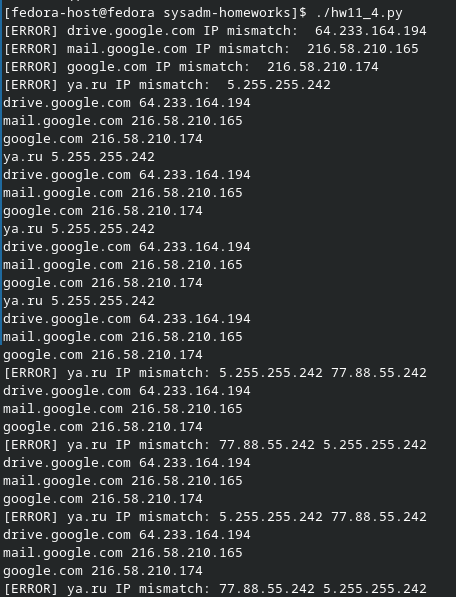 [fedora-host@fedora sysadm-homeworks]$ ./hw11_4.py
[ERROR] drive.google.com IP mismatch:  64.233.164.194
[ERROR] mail.google.com IP mismatch:  216.58.210.165
[ERROR] google.com IP mismatch:  216.58.210.174
[ERROR] ya.ru IP mismatch:  5.255.255.242
drive.google.com 64.233.164.194
mail.google.com 216.58.210.165
google.com 216.58.210.174
ya.ru 5.255.255.242
drive.google.com 64.233.164.194
mail.google.com 216.58.210.165
google.com 216.58.210.174
ya.ru 5.255.255.242
drive.google.com 64.233.164.194
mail.google.com 216.58.210.165
google.com 216.58.210.174
ya.ru 5.255.255.242
drive.google.com 64.233.164.194
mail.google.com 216.58.210.165
google.com 216.58.210.174
[ERROR] ya.ru IP mismatch: 5.255.255.242 77.88.55.242
drive.google.com 64.233.164.194
mail.google.com 216.58.210.165
google.com 216.58.210.174
[ERROR] ya.ru IP mismatch: 77.88.55.242 5.255.255.242
drive.google.com 64.233.164.194
mail.google.com 216.58.210.165
google.com 216.58.210.174
[ERROR] ya.ru IP mismatch: 5.255.255.242 77.88.55.242
drive.google.com 64.233.164.194
mail.google.com 216.58.210.165
google.com 216.58.210.174
[ERROR] ya.ru IP mismatch: 77.88.55.242 5.255.255.242